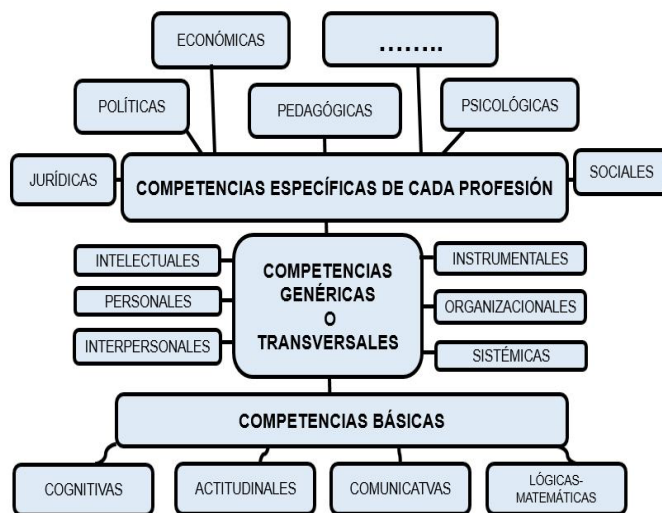 ECONÓMICAS
........
POLÍTICAS
PEDAGÓGICAS
PSICOLÓGICAS
JURÍDICAS
COMPETENCIAS ESPECÍFICAS DE CADA PROFESIÓN
SOCIALES
INTELECTUALES
PERSONALES
INTERPERSONALES
COMPETENCIAS
GENÉRICAS
O
TRANSVERSALES
INSTRUMENTALES
ORGANIZACIONALES
SISTÉMICAS
COMPETENCIAS BÁSICAS
COGNITIVAS
ACTITUDINALES
COMUNICATVAS
LÓGICAS-
MATEMÁTICAS